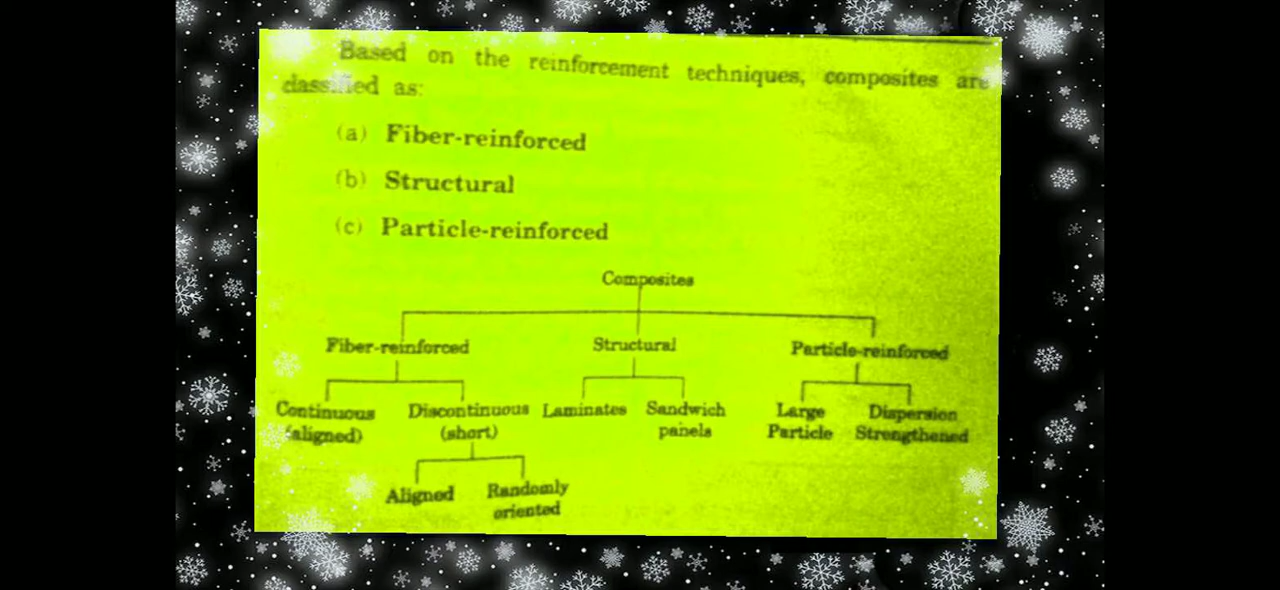 Based on the reinforcement techniques, composites are
classified as:
(a) Fiber-reinforced
(b) Structural
(c) Particle-reinforced
Composites
Fiber-reinforced Structural Particle-reinforced
Continuous Discontinuous Laminates Sandwich Large Dispersion
(aligned) (short) panels Particle Strengthened
Aligned Randomly
oriented